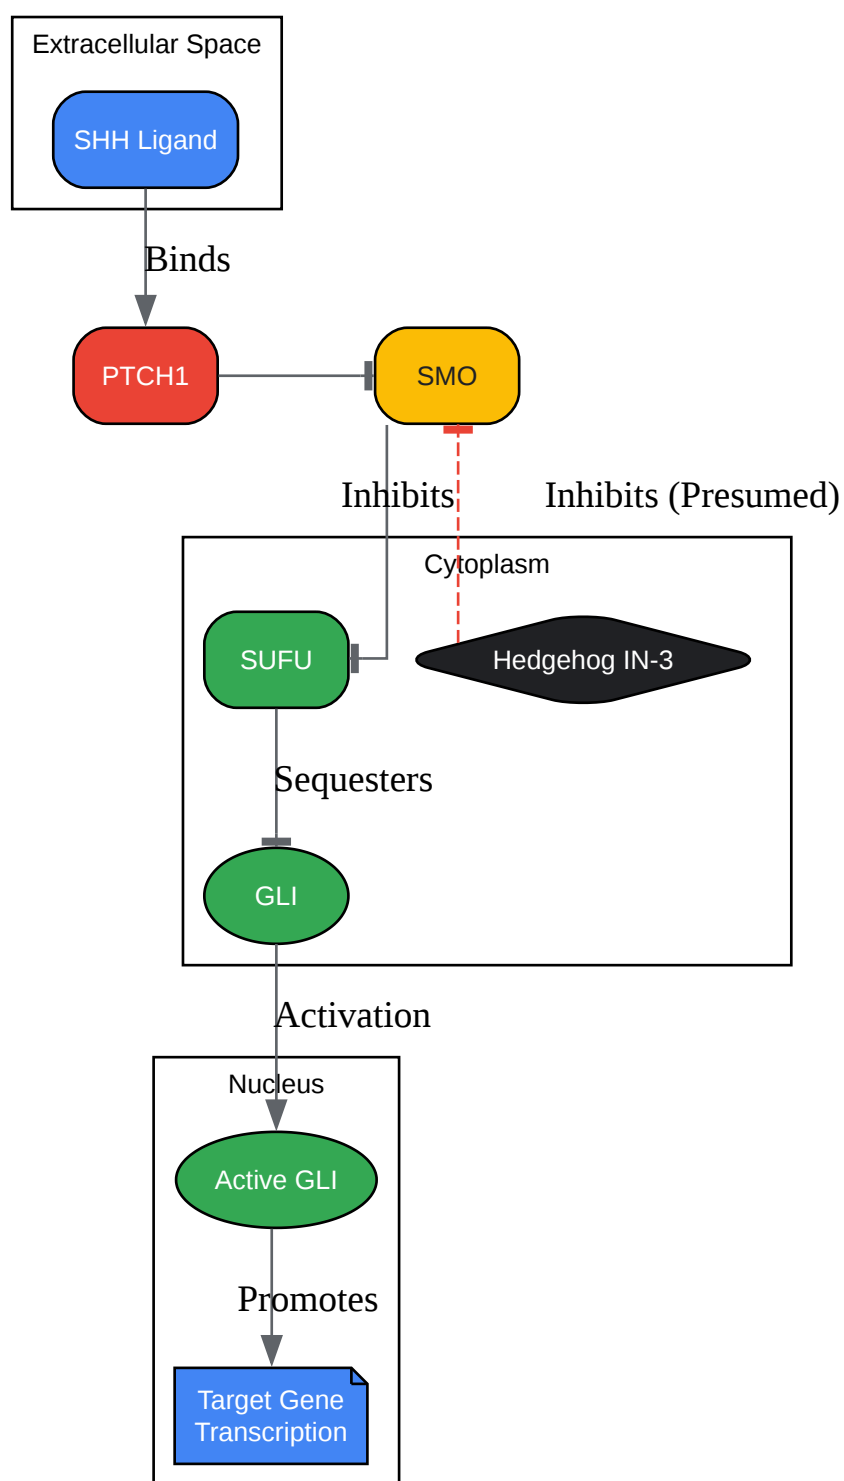 Extracellular Space
SHH Ligand
Binds
PTCH1
SMO
Inhibits
Inhibits (Presumed)
Cytoplasm
SUFU
Hedgehog IN-3
Sequesters
GLI
Activation
Nucleus
Active GLI
Promotes
Target Gene
Transcription